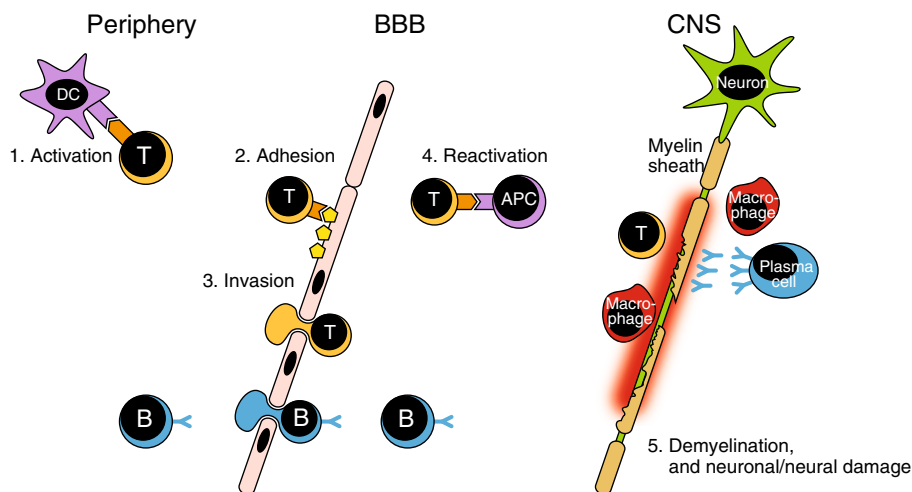 Periphery
BBB
CNS
DC
T
1. Activation
2. Adhesion
T
3. Invasion
T
4. Reactivation
T
APC
B
B
B
Neuron
Myelin
sheath
Macro-
phage
T
Plasma
cell
Macro-
phage
5. Demyelination,
and neuronal/neural damage